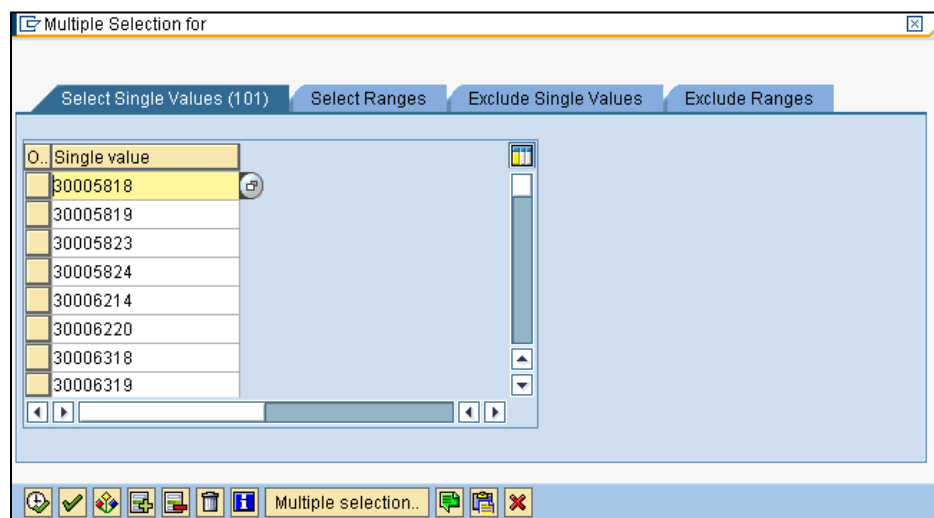 Multiple Selection for
Select Single Values (101) Select Ranges Exclude Single Values Exclude Ranges
O.. Single value
30005818
30005819
30005823
30005824
30006214
30006220
30006318
30006319
Multiple selection..